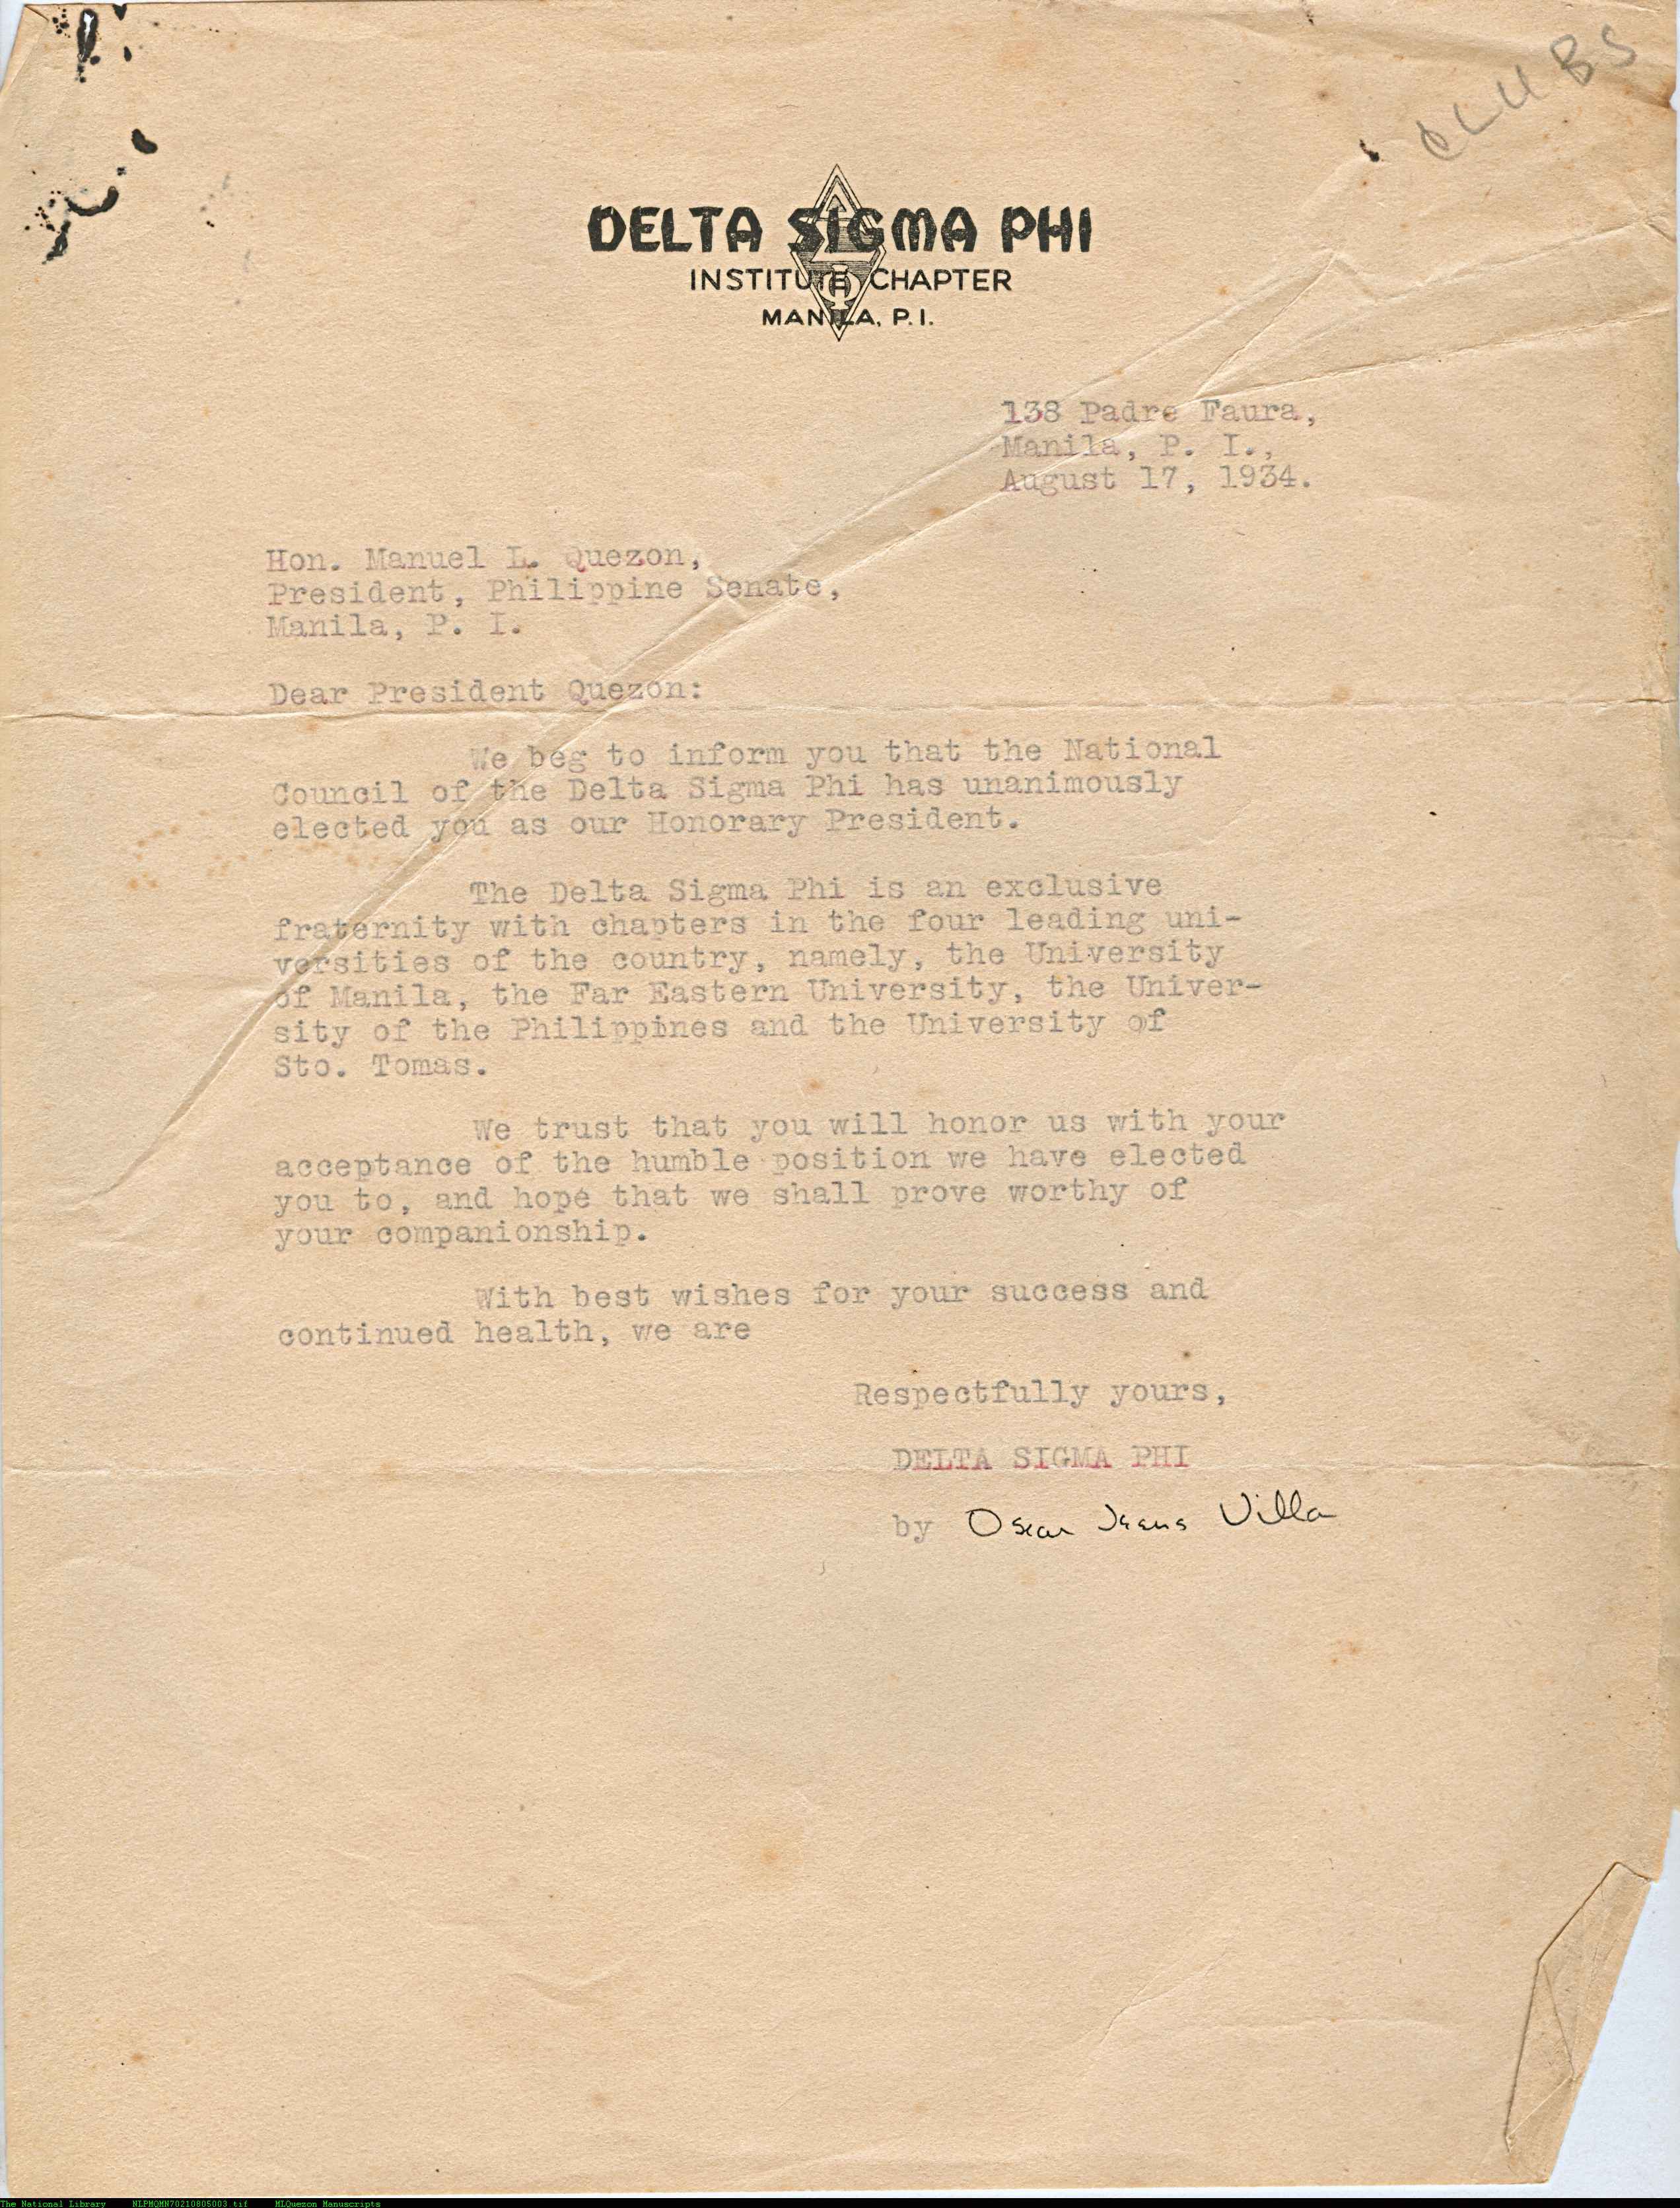 CLUBS
DELTA SIGMA PHI
INSTITUTE CHAPTER
MANILA, P.I.
138 Padre Faura,
Manila, P. I.,
August 17, 1934.
Hon. Manuel L. Quezon,
President, Philippine Senate,
Manila, P. I.
Dear President Quezon:
We beg to inform you that the National
Council of the Delta Sigma Phi has unanimously
elected you as our Honorary President.
The Delta Sigma Phi is an exclusive
fraternity with chapters in the four leading uni-
versities of the country, namely, the University
of Manila, the Far Eastern University, the Univer-
sity of the Philippines and the University of
Sto. Tomas.
We trust that you will honor us with your
acceptance of the humble position we have elected
you to, and hope that we shall prove worthy of
your companionship.
With best wishes for your success and
continued health, we are
Respectfully yours,
DELTA SIGMA PHI
by Oscar Jesus Villa
The National Library NLPMQMN70210805003.tif MLQuezon Manuscripts